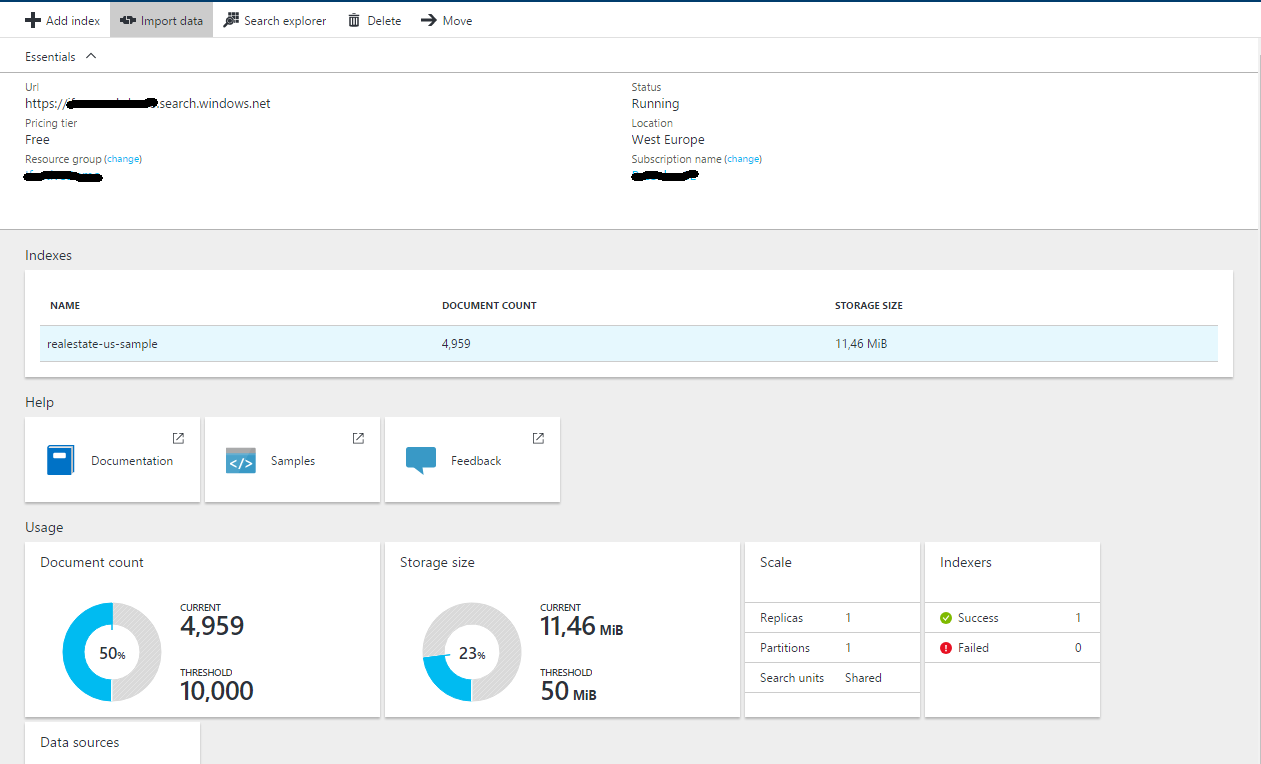 Add index Import data Search explorer Delete Move
Essentials
Url Status
https:// .search.windows.net Running
Pricing tier Location
Free West Europe
Resource group (change) Subscription name (change)
Indexes
NAME DOCUMENT COUNT STORAGE SIZE
realestate-us-sample 4,959 11,46 MiB
Help
Documentation Samples Feedback
Usage
Document count Storage size Scale Indexers
CURRENT CURRENT
4,959 11,46 MiB Replicas 1 Success 1
50% 23% Partitions 1 Failed 0
THRESHOLD THRESHOLD Search units Shared
10,000 50 MiB
Data sources